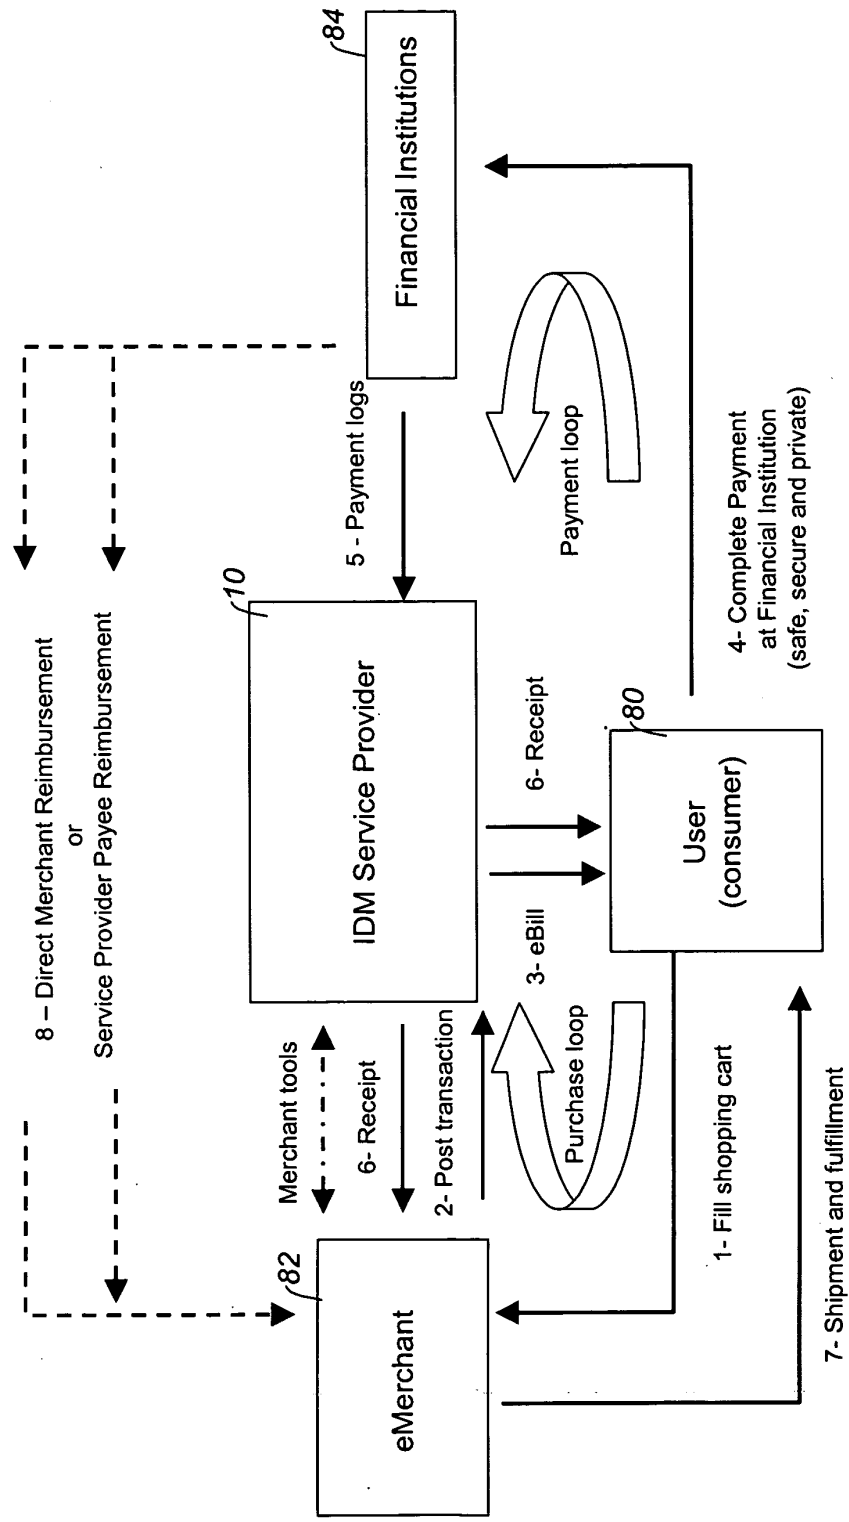 8 – Direct Merchant Reimbursement
or
Service Provider Payee Reimbursement
Merchant tools
6- Receipt
2- Post transaction
5 - Payment logs
82
eMerchant
10
IDM Service Provider
84
Financial Institutions
Purchase loop
3- eBill
6- Receipt
Payment loop
80
User
(consumer)
1- Fill shopping cart
4- Complete Payment
at Financial Institution
(safe, secure and private)
7- Shipment and fulfillment